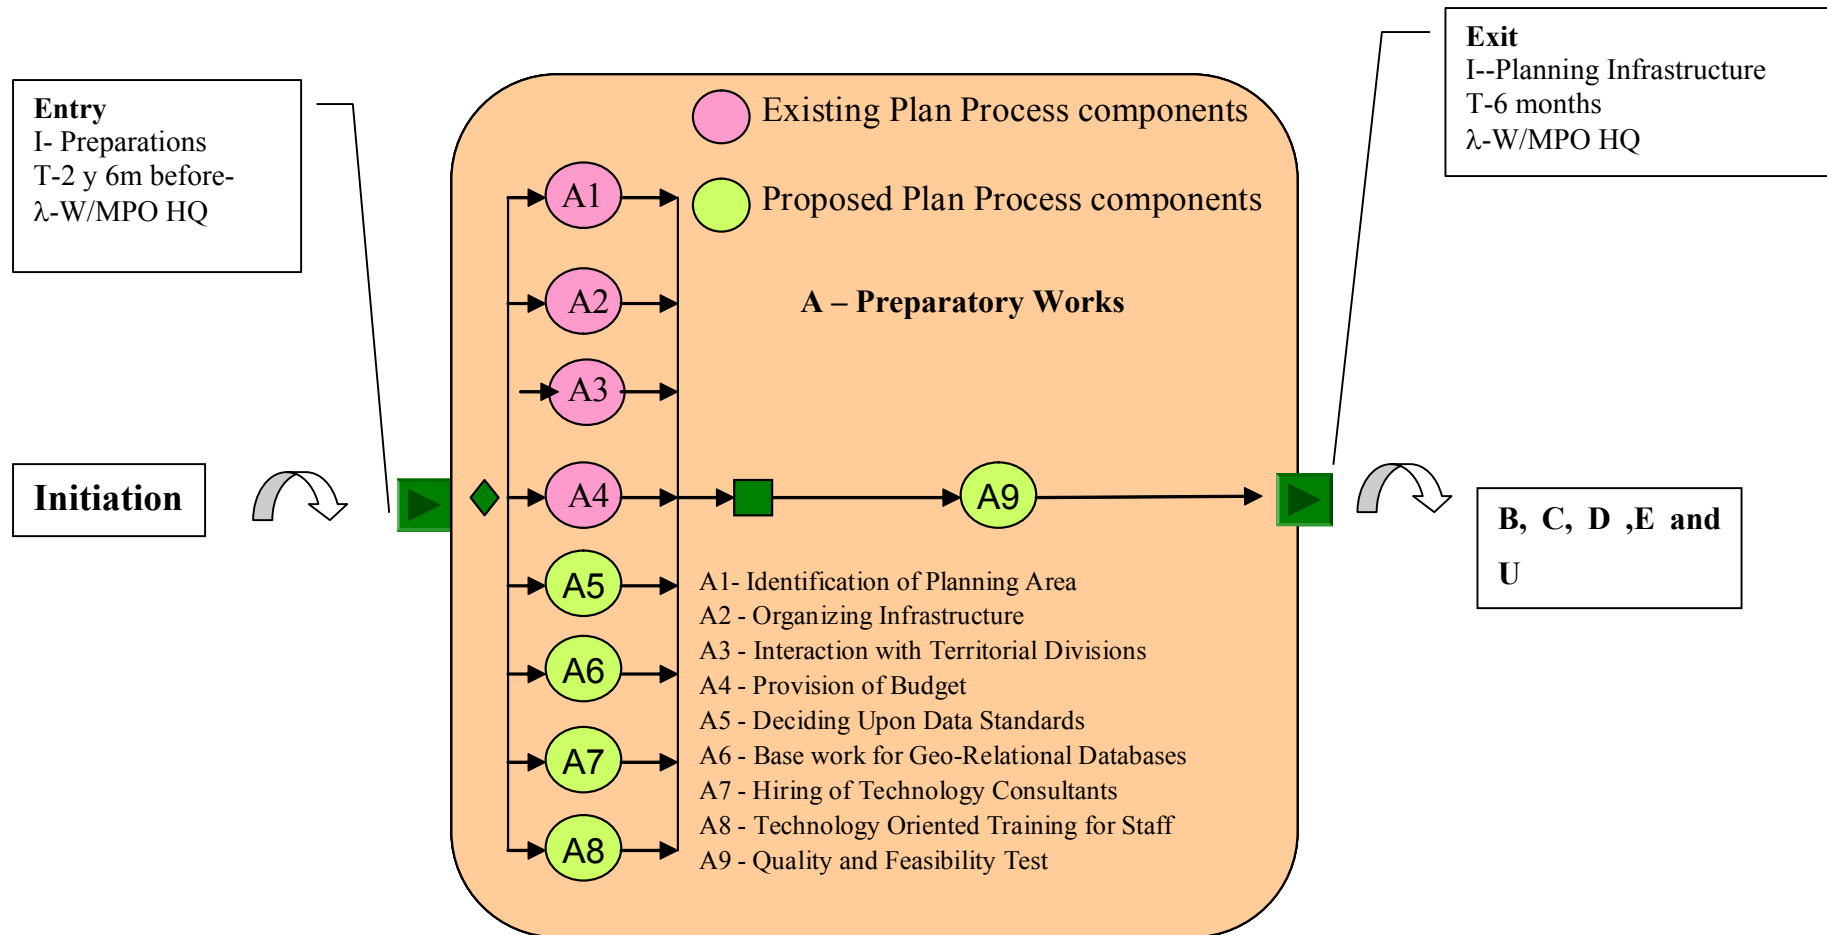 Entry
I- Preparations
T-2 y 6m before-
λ-W/MPO HQ
Exit
I--Planning Infrastructure
T-6 months
λ-W/MPO HQ
Existing Plan Process components
Proposed Plan Process components
A – Preparatory Works
Initiation
A1
A2
A3
A4
A5
A6
A7
A8
A9
A1- Identification of Planning Area
A2 - Organizing Infrastructure
A3 - Interaction with Territorial Divisions
A4 - Provision of Budget
A5 - Deciding Upon Data Standards
A6 - Base work for Geo-Relational Databases
A7 - Hiring of Technology Consultants
A8 - Technology Oriented Training for Staff
A9 - Quality and Feasibility Test
B, C, D ,E and
U